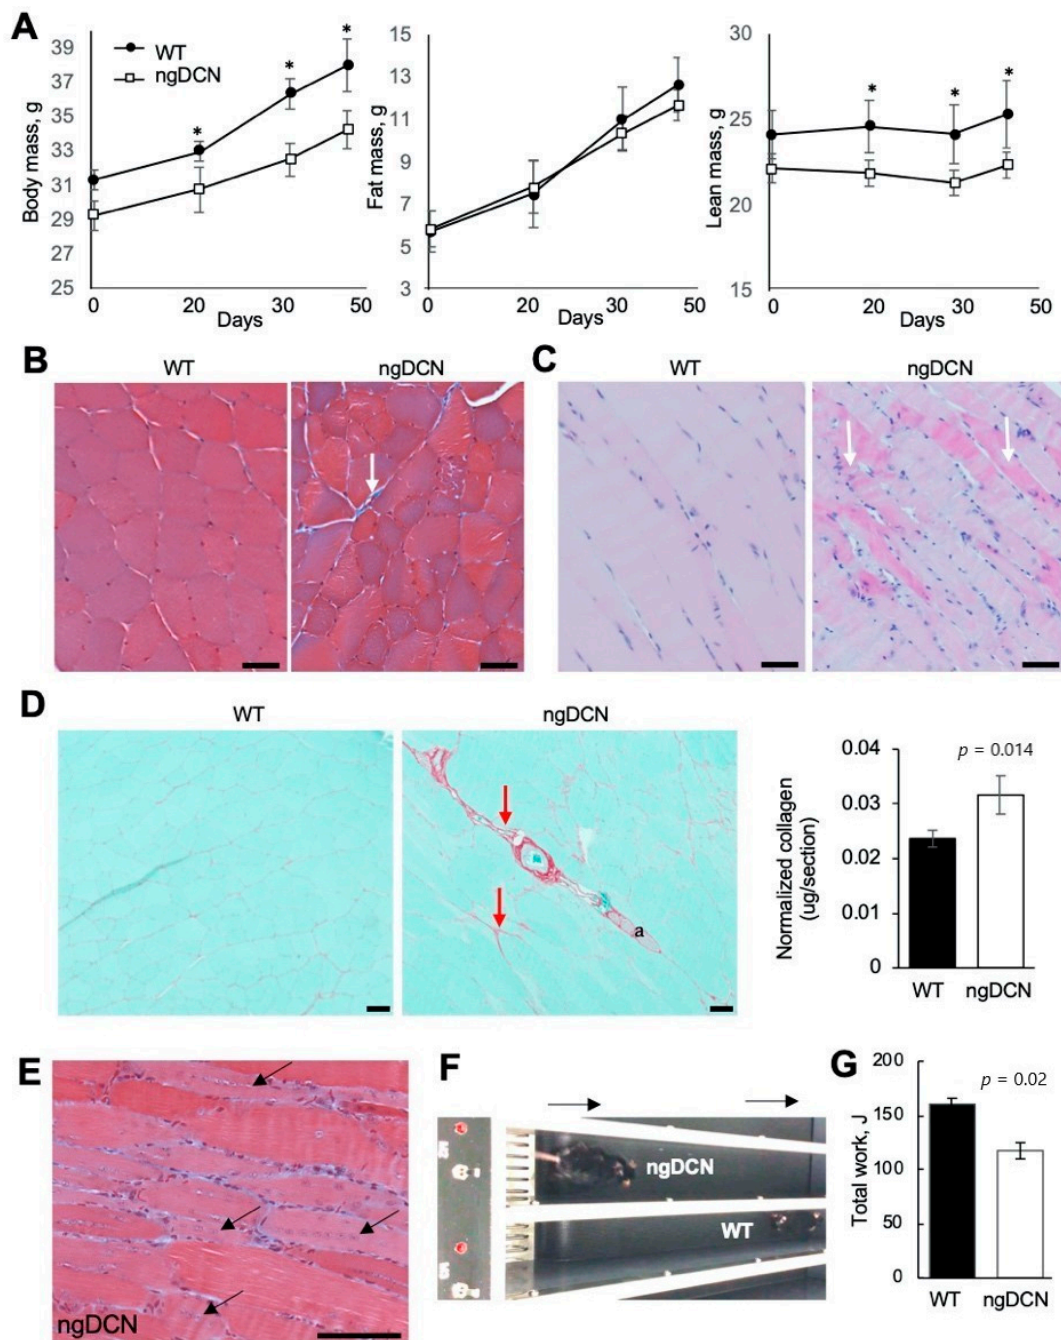 A
Body mass, g
39
37
35
33
31
29
27
25
WT
ngDCN
*
*
*
0
20
30
50
Days
Fat mass, g
15
13
11
9
7
5
3
0
20
30
50
Days
Lean mass, g
30
25
20
15
*
*
*
0
20
30
50
Days
B
WT
ngDCN
C
WT
ngDCN
D
WT
ngDCN
a
Normalized collagen
(ug/section)
0.04
0.03
0.02
0.01
0
p = 0.014
WT
ngDCN
E
ngDCN
F
ngDCN
WT
G
Total work, J
200
150
100
50
0
p = 0.02
WT
ngDCN